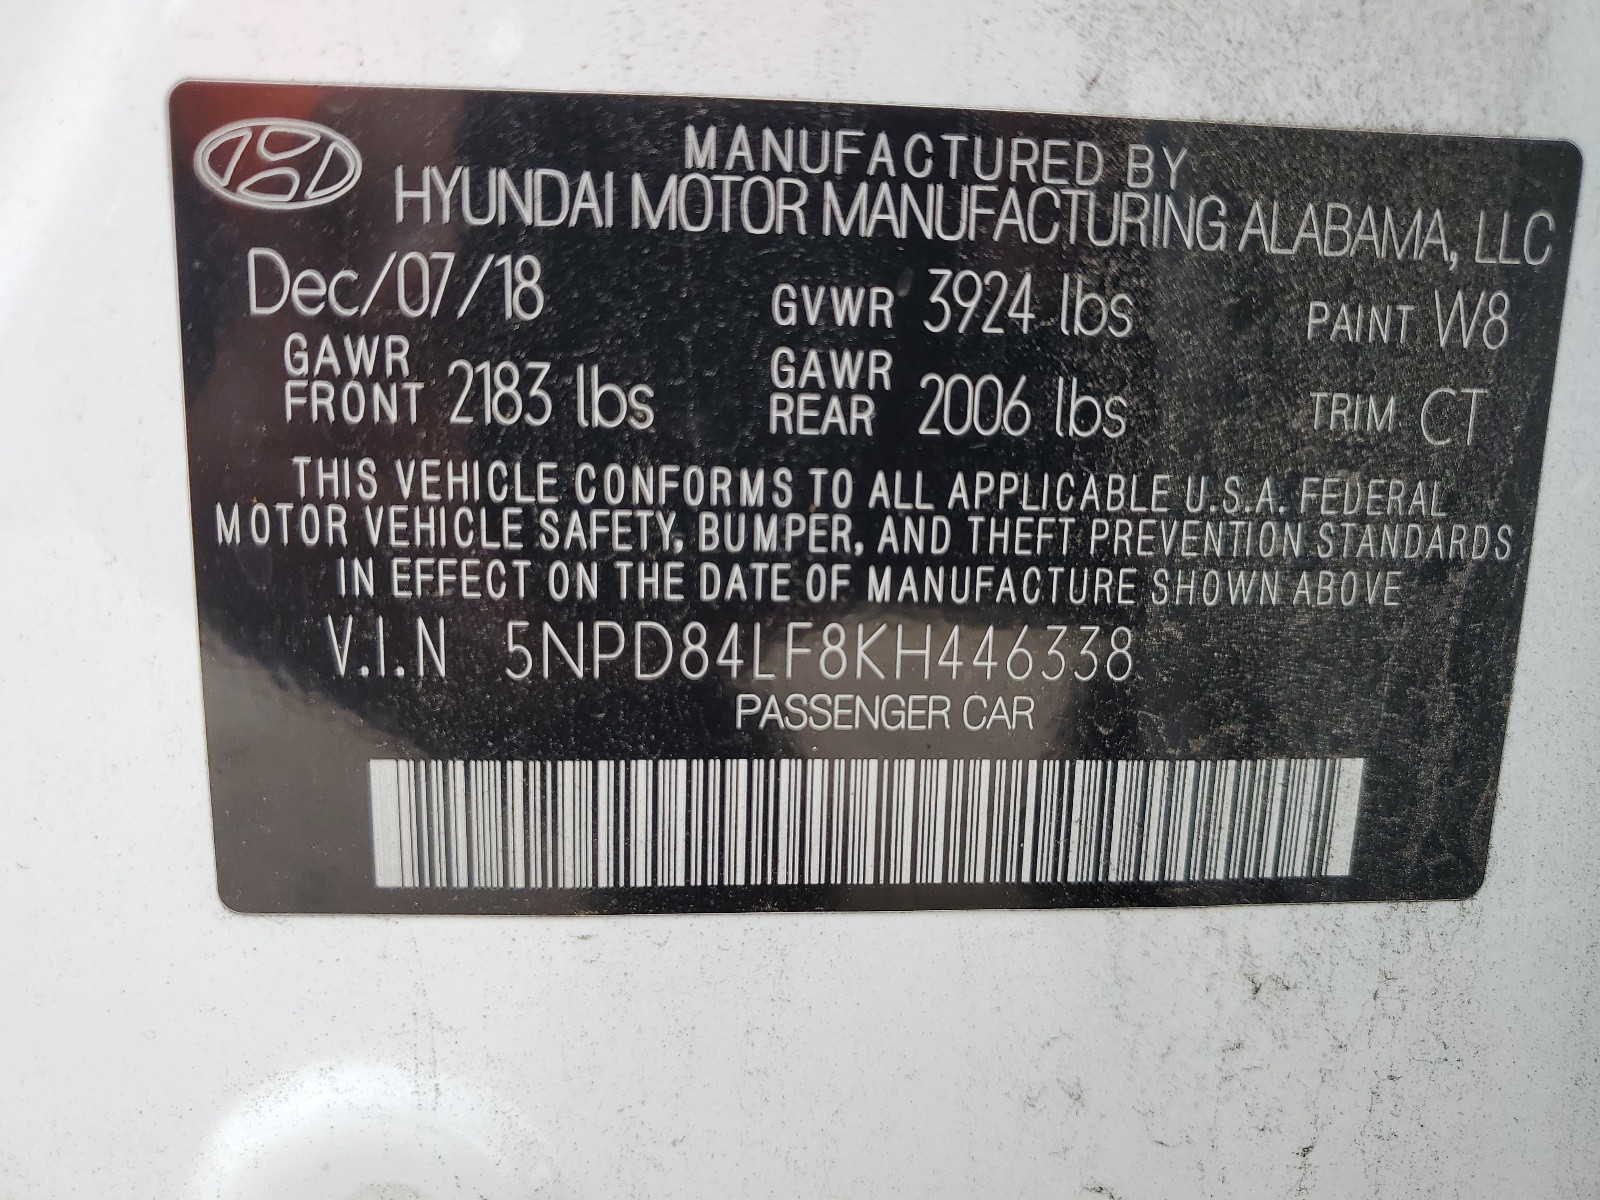 MANUFACTURED BY
HYUNDAI MOTOR MANUFACTURING ALABAMA, LLC
Dec/07/18 GVWR 3924 lbs PAINT W8
GAWR FRONT 2183 lbs GAWR REAR 2006 lbs TRIM CT
THIS VEHICLE CONFORMS TO ALL APPLICABLE U.S.A. FEDERAL
MOTOR VEHICLE SAFETY, BUMPER, AND THEFT PREVENTION STANDARDS
IN EFFECT ON THE DATE OF MANUFACTURE SHOWN ABOVE
V.I.N 5NPD84LF8KH446338
PASSENGER CAR